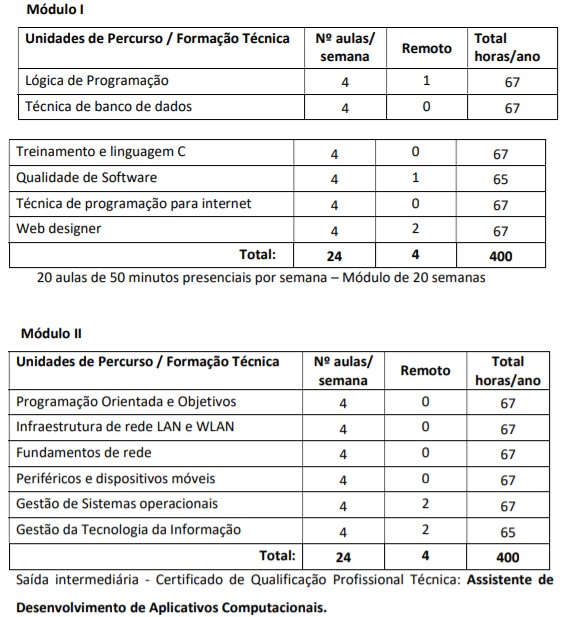 Módulo I
Unidades de Percurso / Formação Técnica Nº aulas/ semana Remoto Total horas/ano
Lógica de Programação 4 1 67
Técnica de banco de dados 4 0 67
Treinamento e linguagem C 4 0 67
Qualidade de Software 4 1 65
Técnica de programação para internet 4 0 67
Web designer 4 2 67
Total: 24 4 400
20 aulas de 50 minutos presenciais por semana – Módulo de 20 semanas
Módulo II
Unidades de Percurso / Formação Técnica Nº aulas/ semana Remoto Total horas/ano
Programação Orientada e Objetivos 4 0 67
Infraestrutura de rede LAN e WLAN 4 0 67
Fundamentos de rede 4 0 67
Periféricos e dispositivos móveis 4 0 67
Gestão de Sistemas operacionais 4 2 67
Gestão da Tecnologia da Informação 4 2 65
Total: 24 4 400
Saída intermediária - Certificado de Qualificação Profissional Técnica: Assistente de
Desenvolvimento de Aplicativos Computacionais.